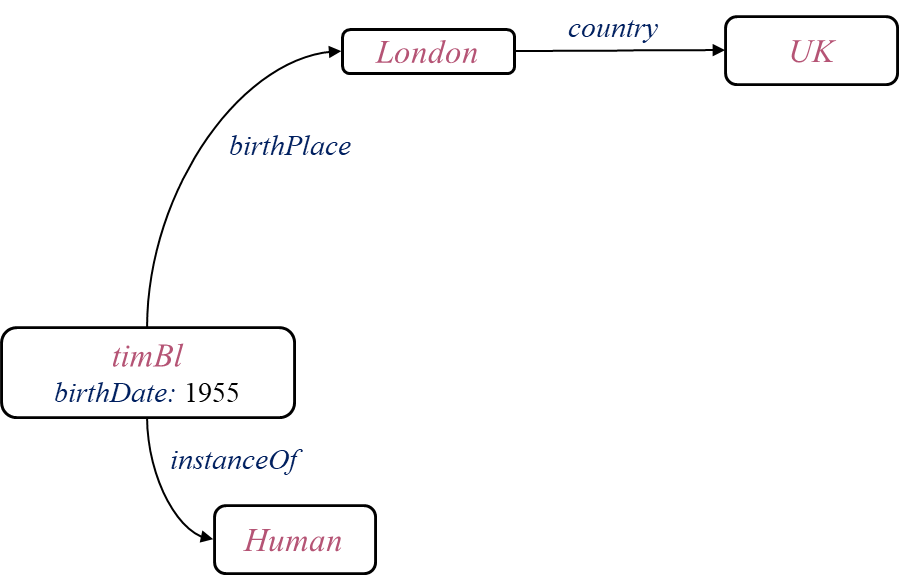 country
London
UK
birthPlace
timBl
birthDate: 1955
instanceOf
Human